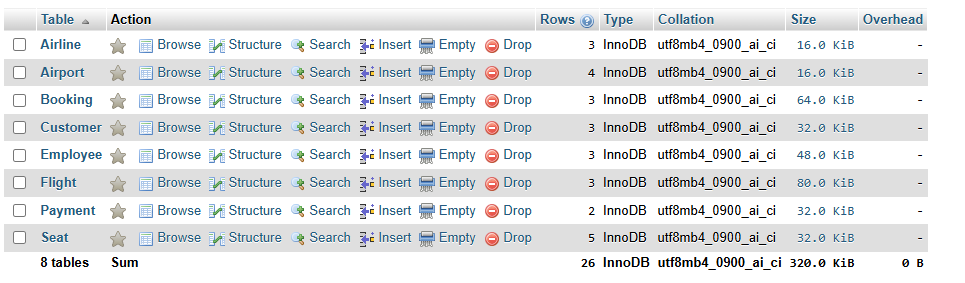 Table Action Rows Type Collation Size Overhead
Airline Browse Structure Search Insert Empty Drop 3 InnoDB utf8mb4_0900_ai_ci 16.0 KiB -
Airport Browse Structure Search Insert Empty Drop 4 InnoDB utf8mb4_0900_ai_ci 16.0 KiB -
Booking Browse Structure Search Insert Empty Drop 3 InnoDB utf8mb4_0900_ai_ci 64.0 KiB -
Customer Browse Structure Search Insert Empty Drop 3 InnoDB utf8mb4_0900_ai_ci 32.0 KiB -
Employee Browse Structure Search Insert Empty Drop 3 InnoDB utf8mb4_0900_ai_ci 48.0 KiB -
Flight Browse Structure Search Insert Empty Drop 3 InnoDB utf8mb4_0900_ai_ci 80.0 KiB -
Payment Browse Structure Search Insert Empty Drop 2 InnoDB utf8mb4_0900_ai_ci 32.0 KiB -
Seat Browse Structure Search Insert Empty Drop 5 InnoDB utf8mb4_0900_ai_ci 32.0 KiB -
8 tables Sum 26 InnoDB utf8mb4_0900_ai_ci 320.0 KiB 0 B